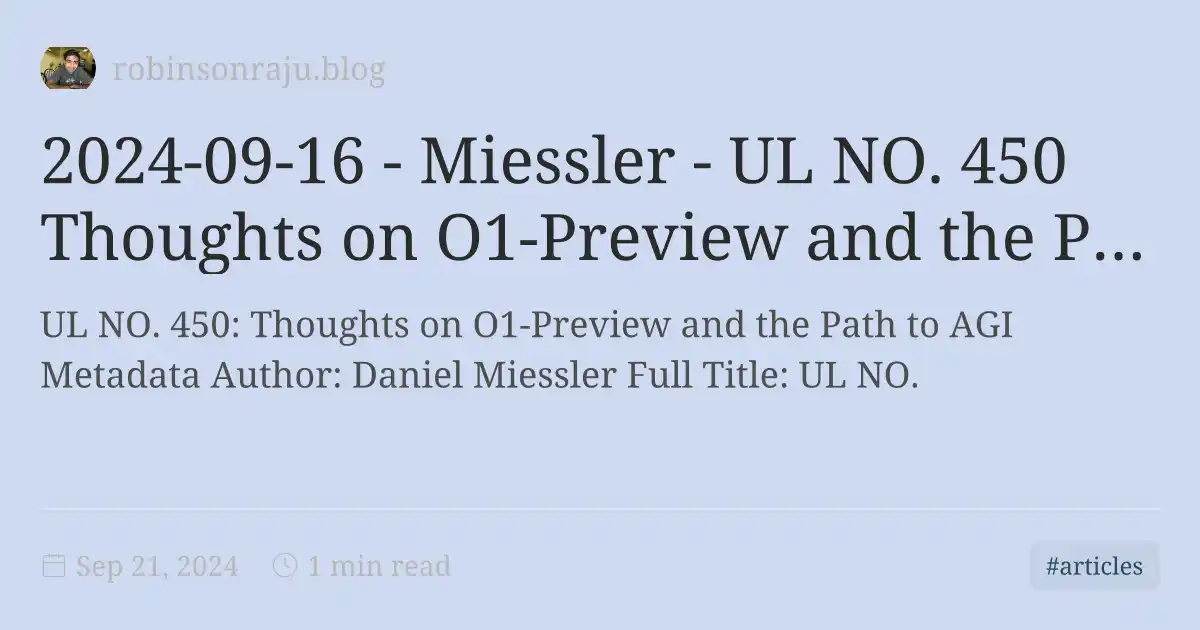 robinsonraju.blog
2024-09-16 - Miessler - UL NO. 450
Thoughts on O1-Preview and the P...
UL NO. 450: Thoughts on O1-Preview and the Path to AGI
Metadata Author: Daniel Miessler Full Title: UL NO.
Sep 21, 2024 1 min read #articles